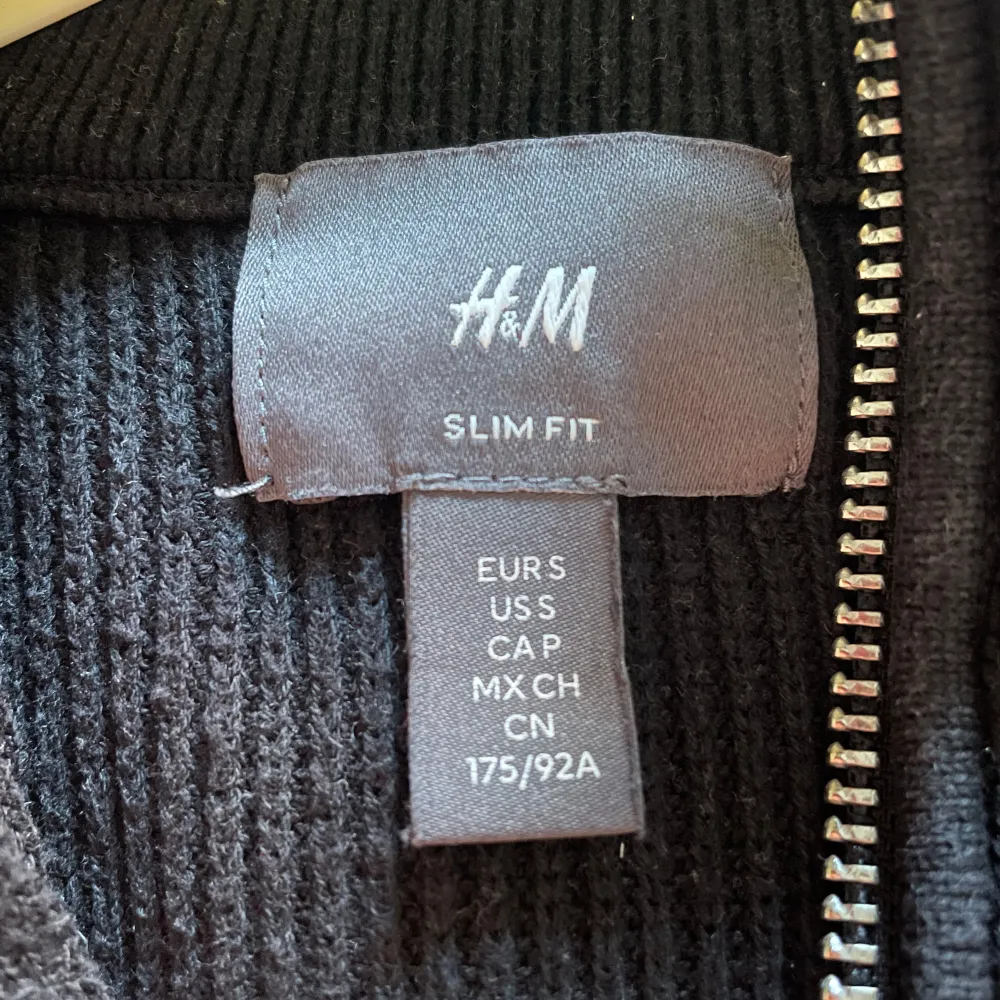 H&M
SLIM FIT
EUR S
US S
CA P
MX CH
CN
175/92A